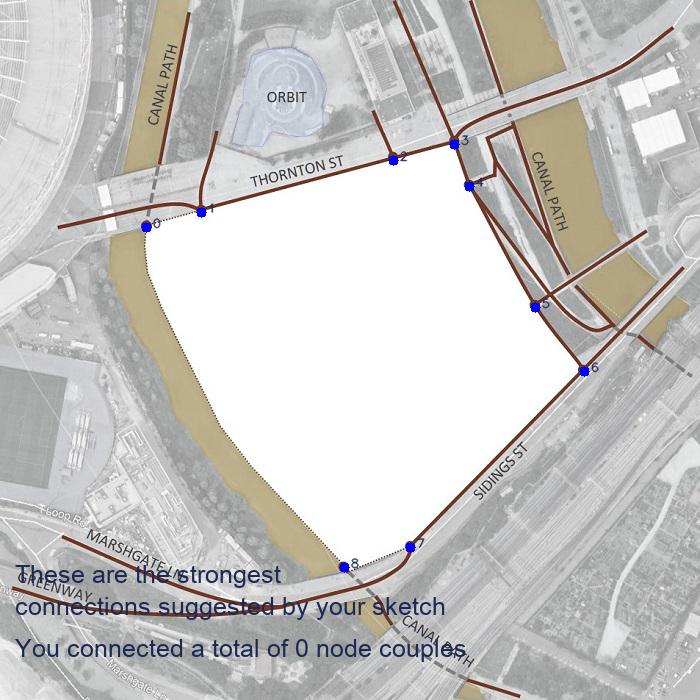 CANAL PATH
ORBIT
THORNTON ST
3
2
4
CANAL PATH
1
0
5
6
SIDINGS ST
7
8
MARSHGATE LN
GREENWAY
These are the strongest
connections suggested by your sketch
CANAL PATH
You connected a total of 0 node couples
Marshgate Ln